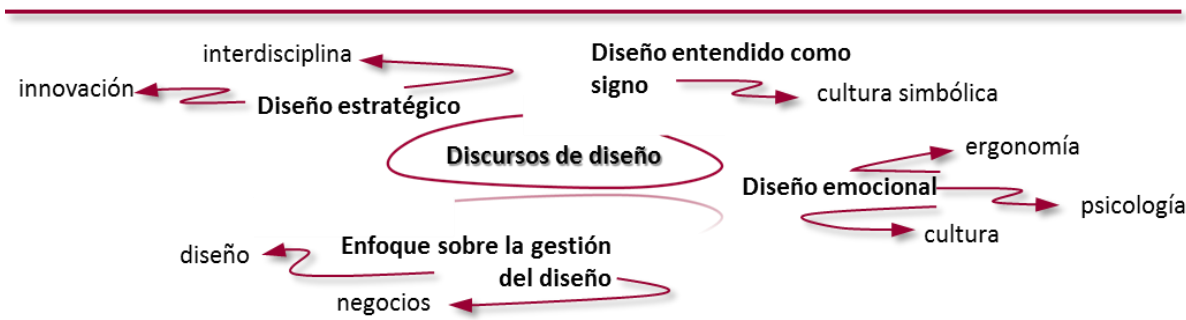 interdisciplina
innovación
Diseño estratégico
Diseño entendido como
signo
cultura simbólica
Discursos de diseño
ergonomía
Diseño emocional
psicología
cultura
Enfoque sobre la gestión
del diseño
diseño
negocios